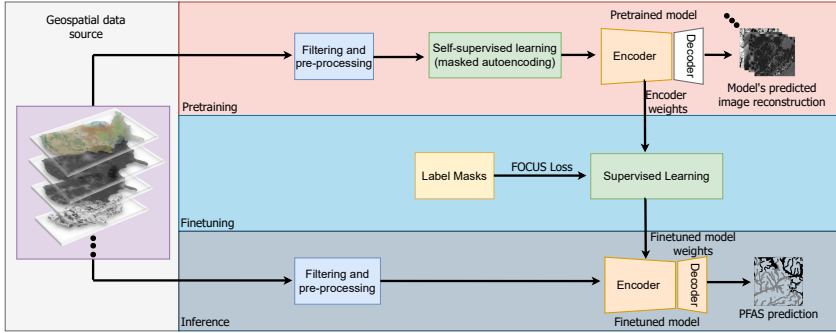 Geospatial data
source
Pretrained model
Filtering and
pre-processing
Self-supervised learning
(masked autoencoding)
Encoder
Decoder
Model's predicted
image reconstruction
Encoder
weights
Pretraining
Label Masks
FOCUS Loss
Supervised Learning
Finetuning
Finetuned model
weights
Filtering and
pre-processing
Encoder
Decoder
PFAS prediction
Inference
Finetuned model